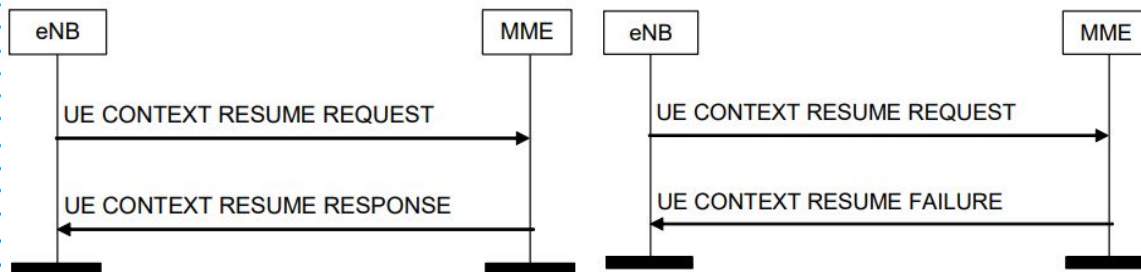 eNB
MME
UE CONTEXT RESUME REQUEST
UE CONTEXT RESUME RESPONSE
eNB
MME
UE CONTEXT RESUME REQUEST
UE CONTEXT RESUME FAILURE